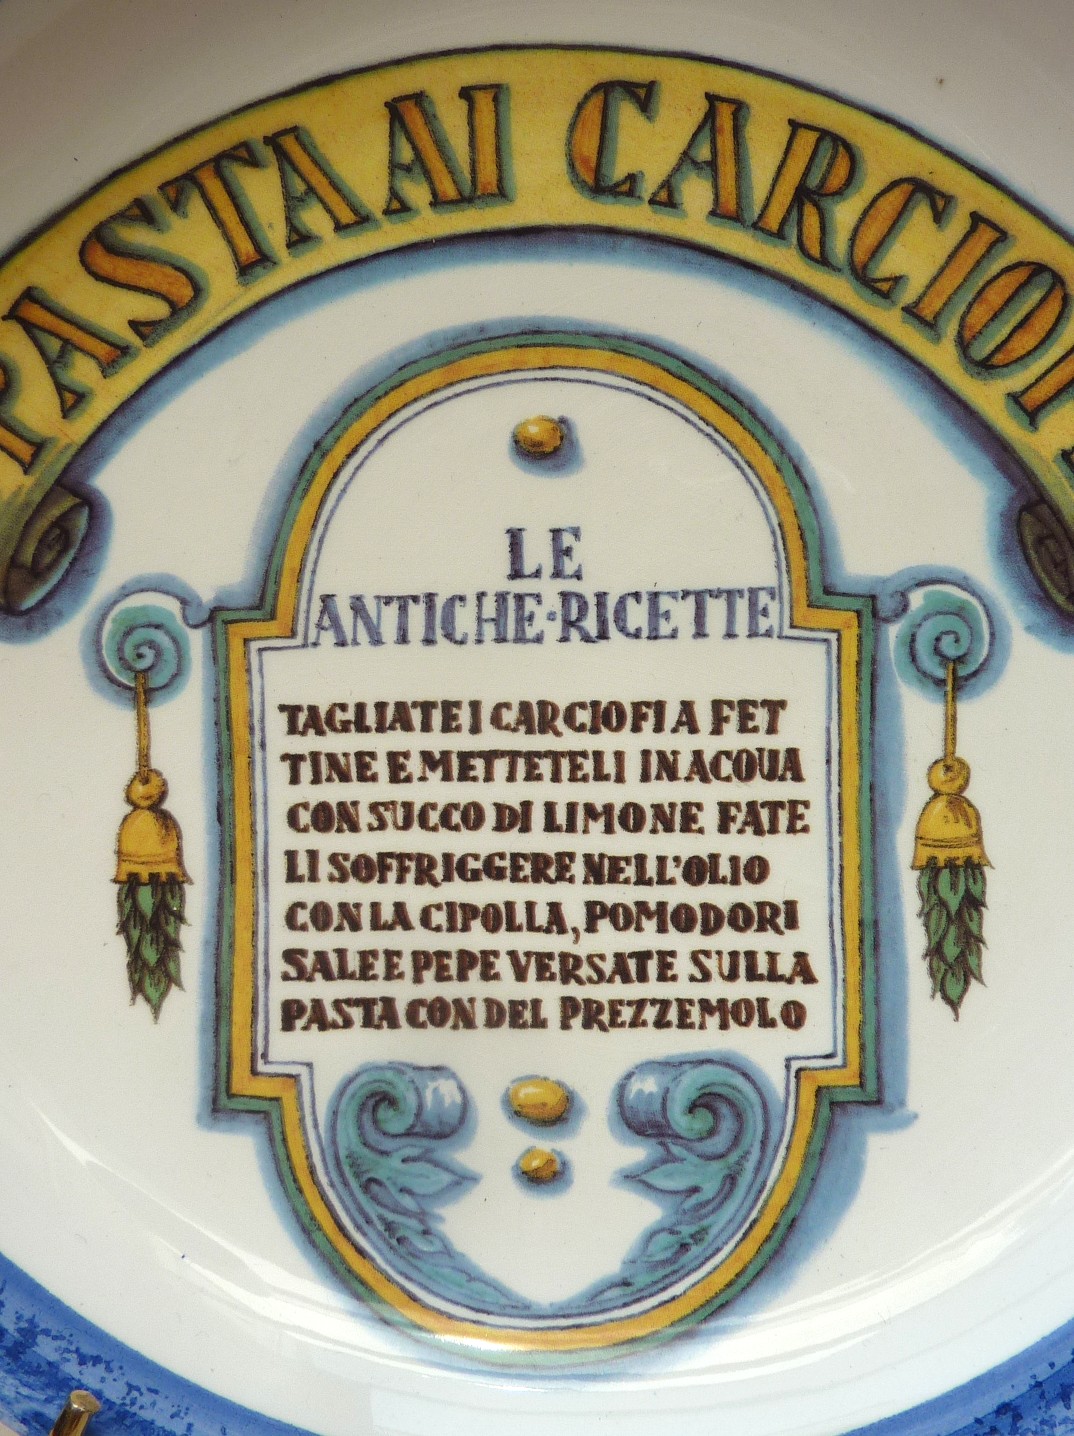 PASTA AI CARCIOF
LE
ANTICHE·RICETTE
TAGLIATE I CARCIOFI A FET
TINE E METTETELI IN ACQUA
CON SUCCO DI LIMONE FATE
LI SOFFRIGGERE NELL'OLIO
CON LA CIPOLLA, POMODORI
SALE E PEPE VERSATE SULLA
PASTA CON DEL PREZZEMOLO